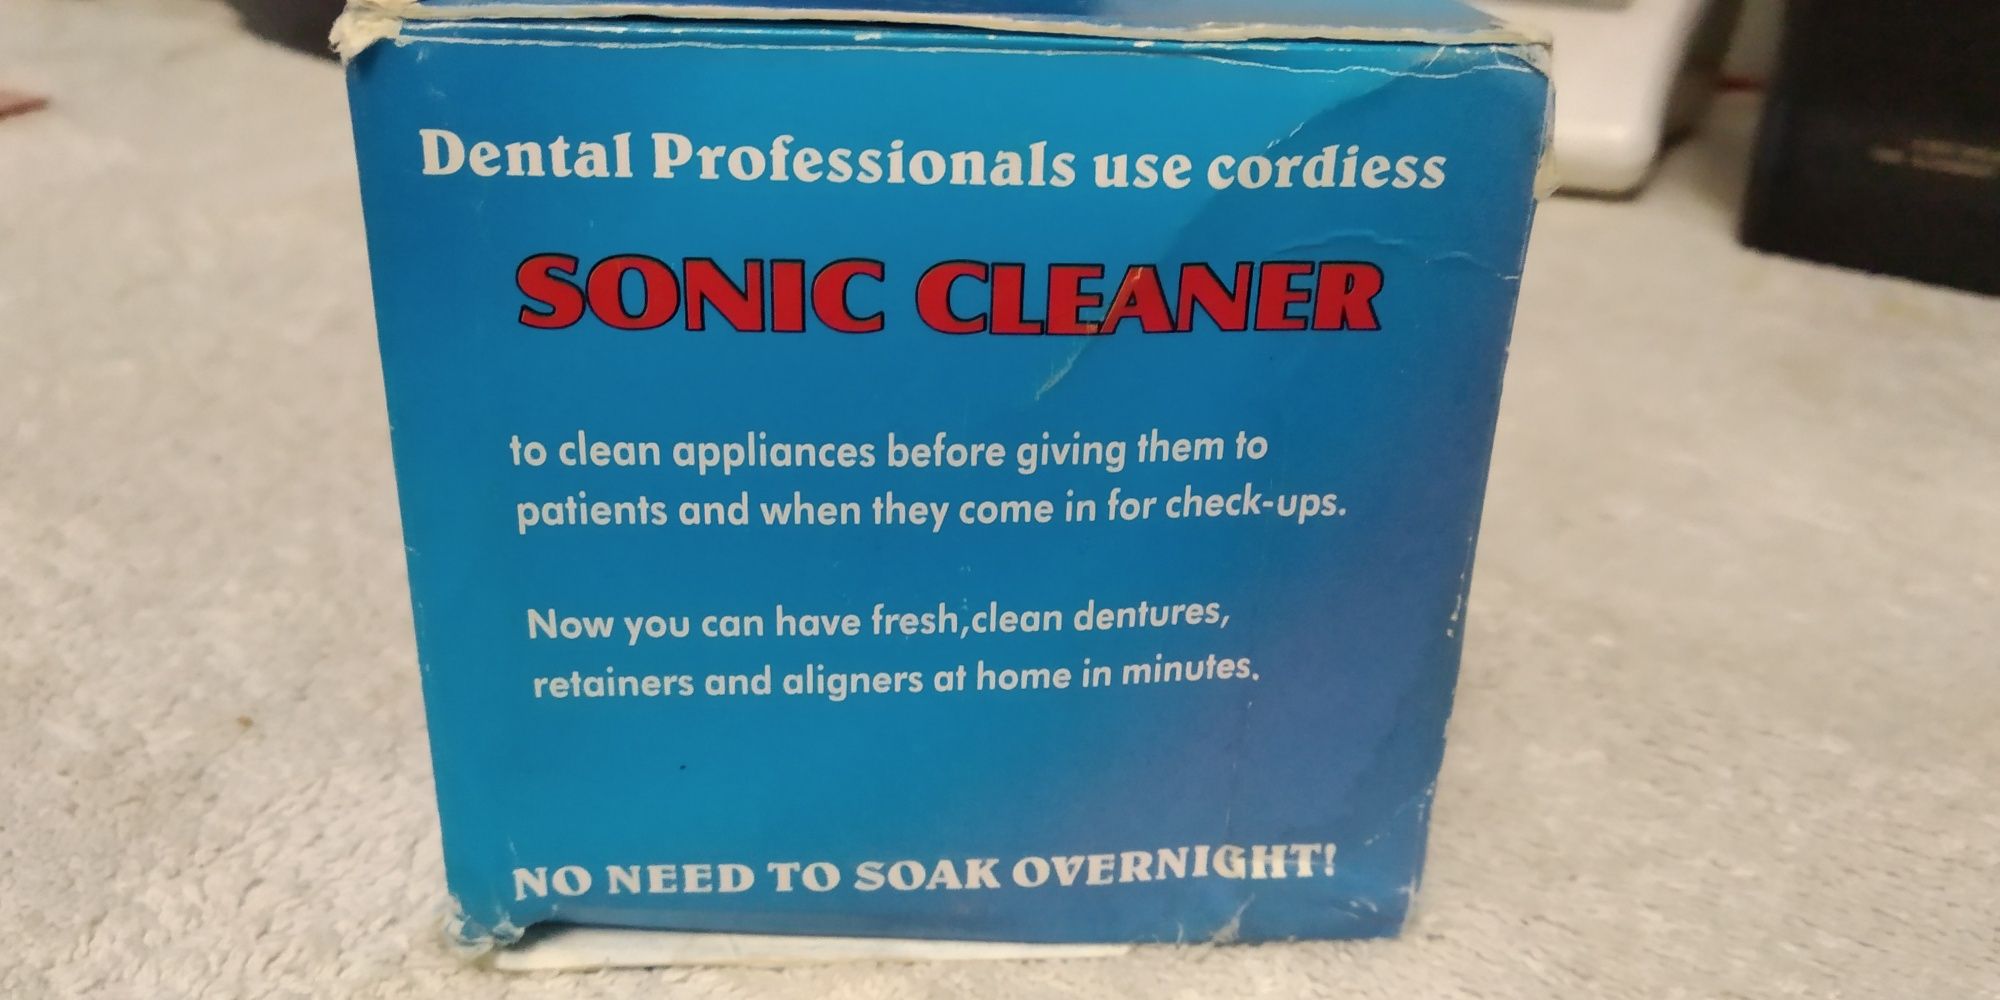 Dental Professionals use cordiess
SONIC CLEANER
to clean appliances before giving them to
patients and when they come in for check-ups.
Now you can have fresh,clean dentures,
retainers and aligners at home in minutes.
NO NEED TO SOAK OVERNIGHT!